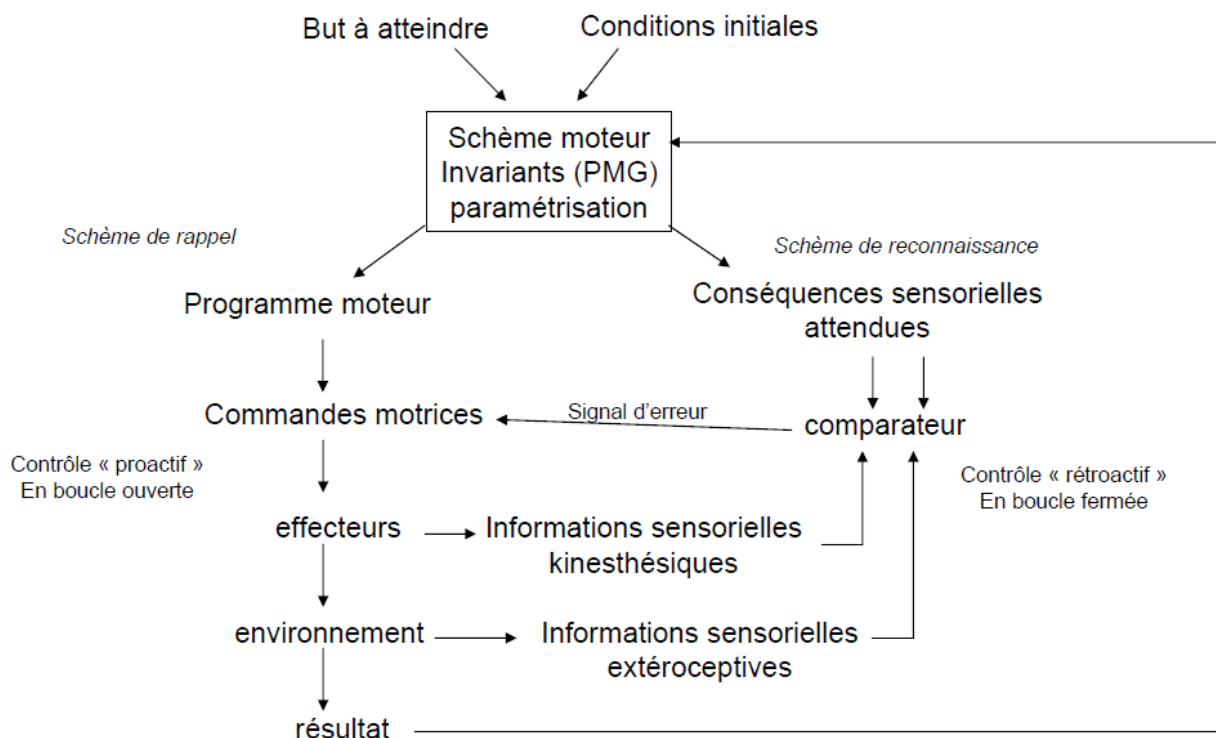 But à atteindre
Conditions initiales
Schème moteur
Invariants (PMG)
paramétrisation
Schème de rappel
Schème de reconnaissance
Programme moteur
Conséquences sensorielles
attendues
Commandes motrices
Signal d'erreur
comparateur
Contrôle « proactif »
En boucle ouverte
Contrôle « rétroactif »
En boucle fermée
effecteurs
Informations sensorielles
kinesthésiques
environnement
Informations sensorielles
extéroceptives
résultat